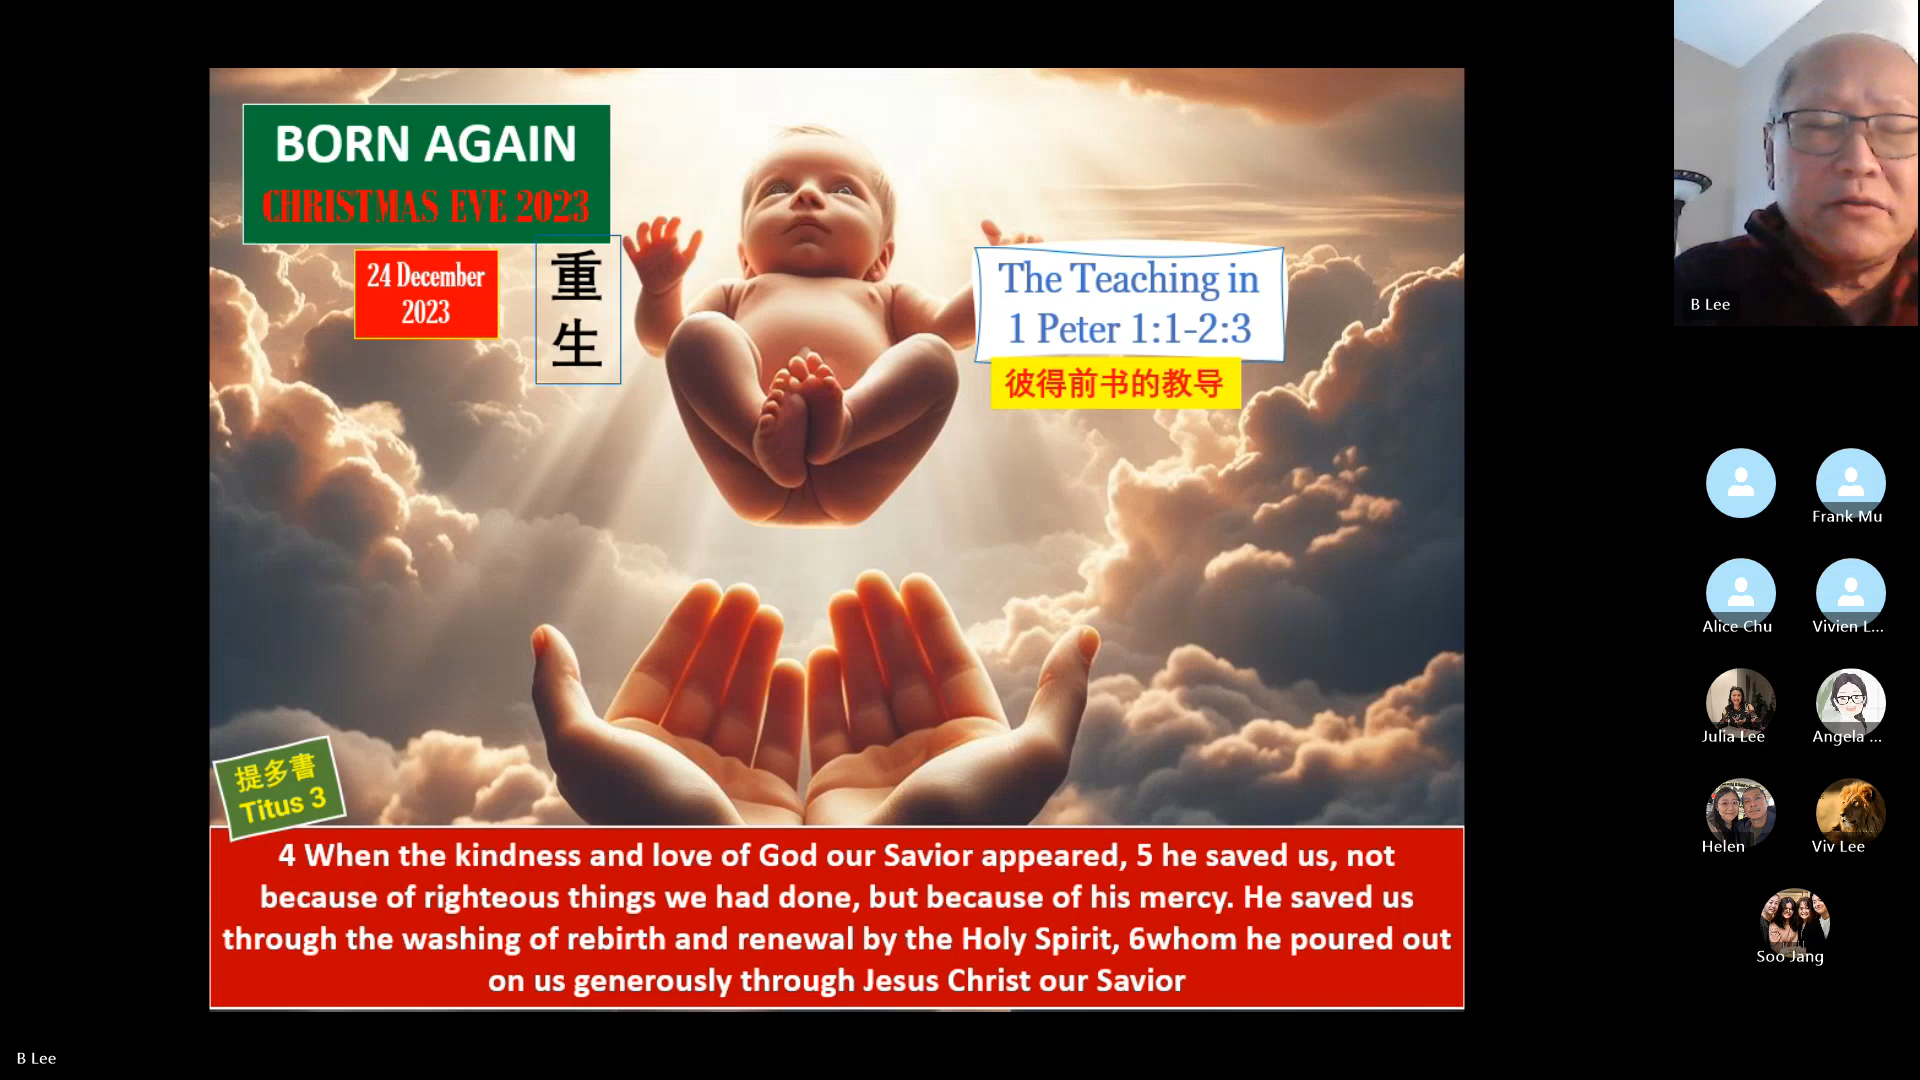 BORN AGAIN
CHRISTMAS EVE 2023
24 December
2023
重
生
The Teaching in
1 Peter 1:1-2:3
彼得前书的教导
提多書
Titus 3
4 When the kindness and love of God our Savior appeared, 5 he saved us, not
because of righteous things we had done, but because of his mercy. He saved us
through the washing of rebirth and renewal by the Holy Spirit, 6whom he poured out
on us generously through Jesus Christ our Savior
B Lee
Frank Mu
Alice Chu
Vivien L...
Julia Lee
Angela ...
Helen
Viv Lee
Soo Jang
B Lee